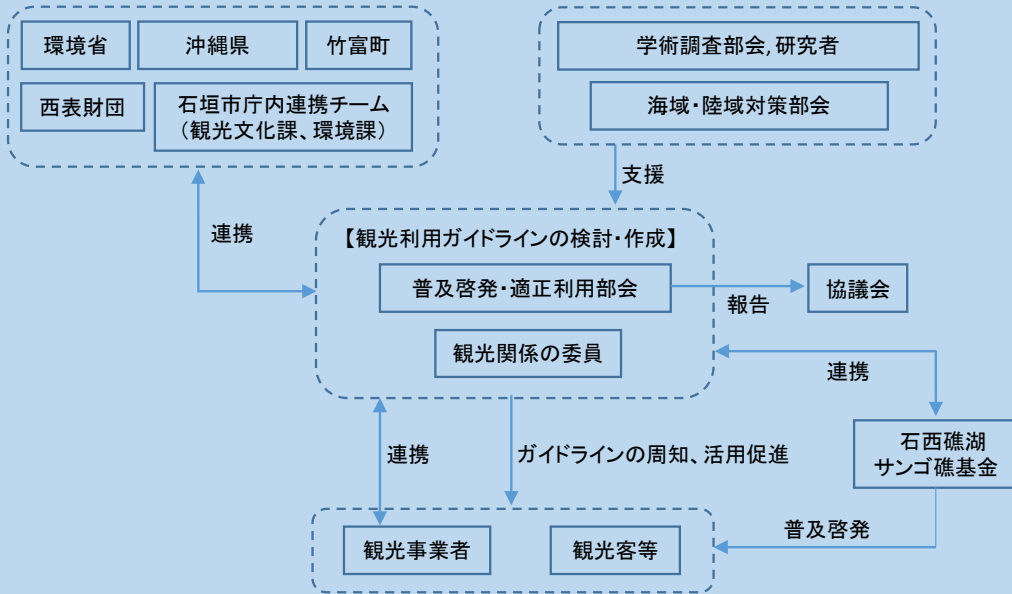 環境省
沖縄県
竹富町
西表財団
石垣市庁内連携チーム
（観光文化課、環境課）
学術調査部会,研究者
海域・陸域対策部会
支援
連携
【観光利用ガイドラインの検討・作成】
普及啓発・適正利用部会
報告
協議会
観光関係の委員
連携
石西礁湖
サンゴ礁基金
連携
ガイドラインの周知、活用促進
普及啓発
観光事業者
観光客等